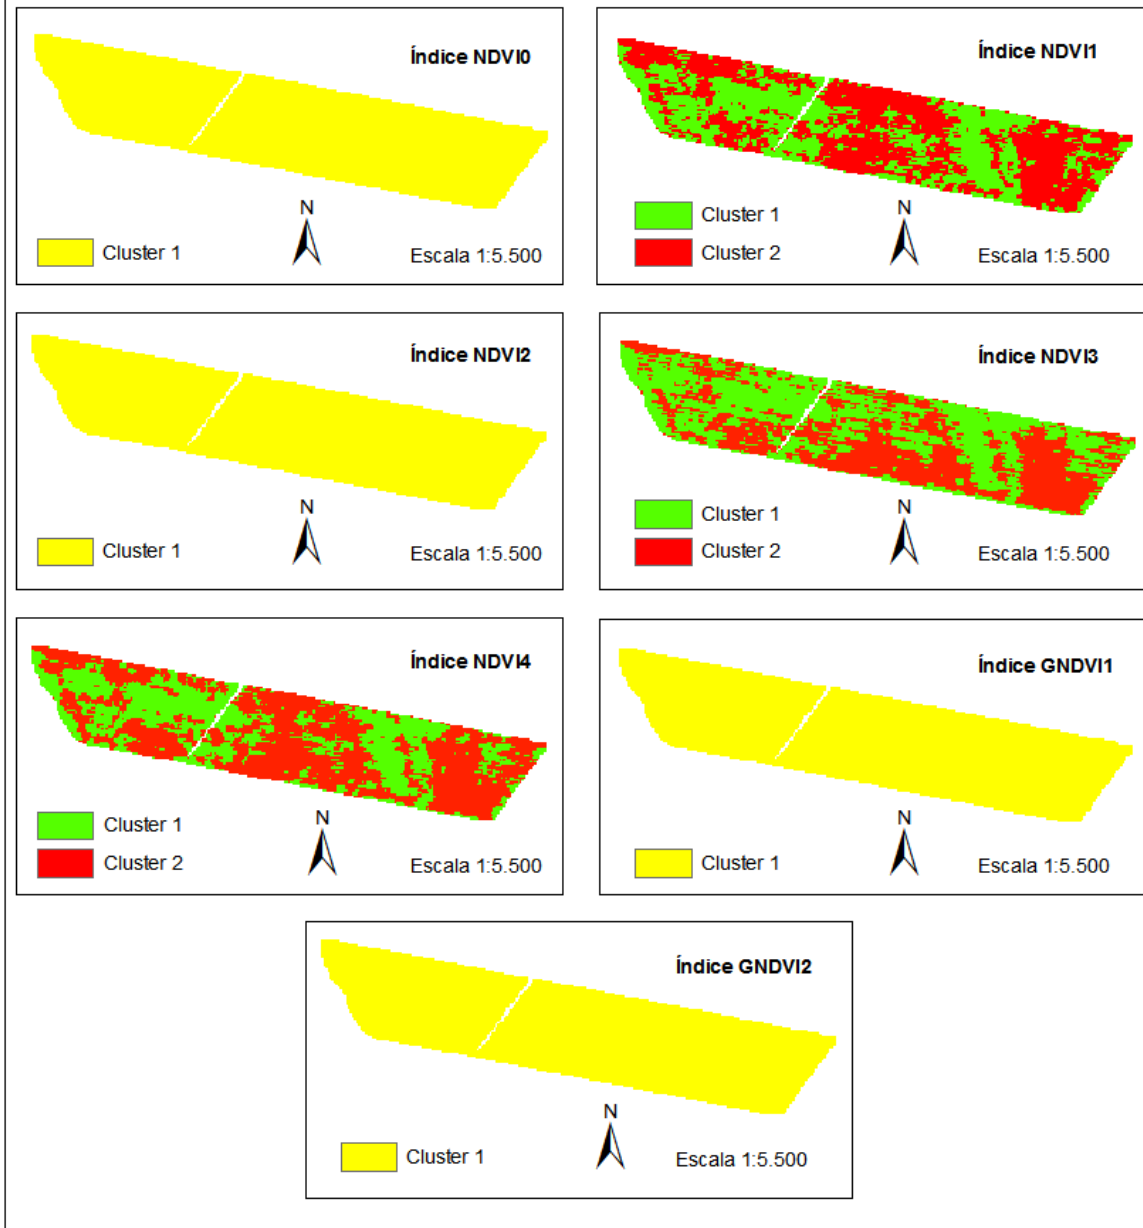 Índice NDVI0
N
Cluster 1
Escala 1:5.500
Índice NDVI1
N
Cluster 1
Cluster 2
Escala 1:5.500
Índice NDVI2
N
Cluster 1
Escala 1:5.500
Índice NDVI3
N
Cluster 1
Cluster 2
Escala 1:5.500
Índice NDVI4
N
Cluster 1
Cluster 2
Escala 1:5.500
Índice GNDVI1
N
Cluster 1
Escala 1:5.500
Índice GNDVI2
N
Cluster 1
Escala 1:5.500